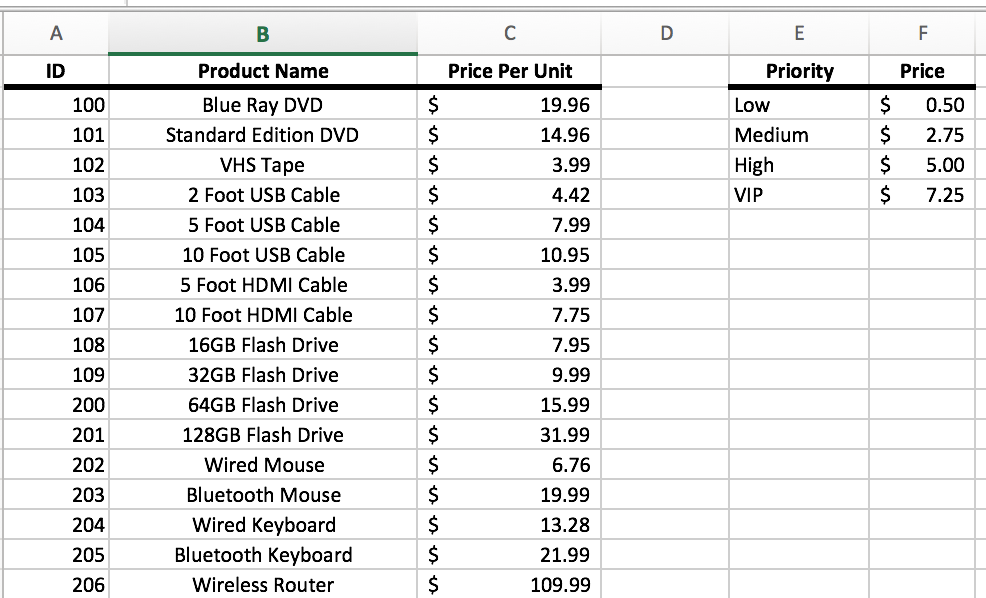 A B C D E F
ID Product Name Price Per Unit Priority Price
100 Blue Ray DVD $ 19.96 Low $ 0.50
101 Standard Edition DVD $ 14.96 Medium $ 2.75
102 VHS Tape $ 3.99 High $ 5.00
103 2 Foot USB Cable $ 4.42 VIP $ 7.25
104 5 Foot USB Cable $ 7.99
105 10 Foot USB Cable $ 10.95
106 5 Foot HDMI Cable $ 3.99
107 10 Foot HDMI Cable $ 7.75
108 16GB Flash Drive $ 7.95
109 32GB Flash Drive $ 9.99
200 64GB Flash Drive $ 15.99
201 128GB Flash Drive $ 31.99
202 Wired Mouse $ 6.76
203 Bluetooth Mouse $ 19.99
204 Wired Keyboard $ 13.28
205 Bluetooth Keyboard $ 21.99
206 Wireless Router $ 109.99